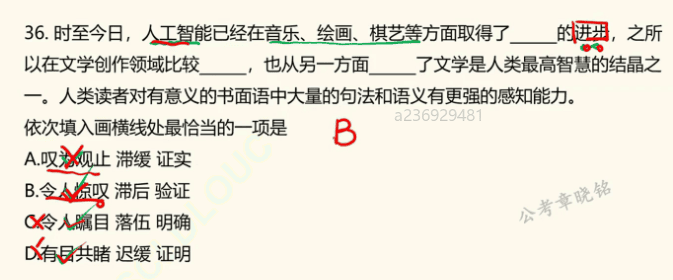 36. 时至今日，人工智能已经在音乐、绘画、棋艺等方面取得了_____的进步，之所
以在文学创作领域比较_____，也从另一方面_____了文学是人类最高智慧的结晶之
一。人类读者对有意义的书面语中大量的句法和语义有更强的感知能力。
a236929481
依次填入画横线处最恰当的一项是
B
A.叹为观止 滞缓 证实
B.令人惊叹 滞后 验证
C.令人瞩目 落伍 明确
D.有目共睹 迟缓 证明
公考章晓铭